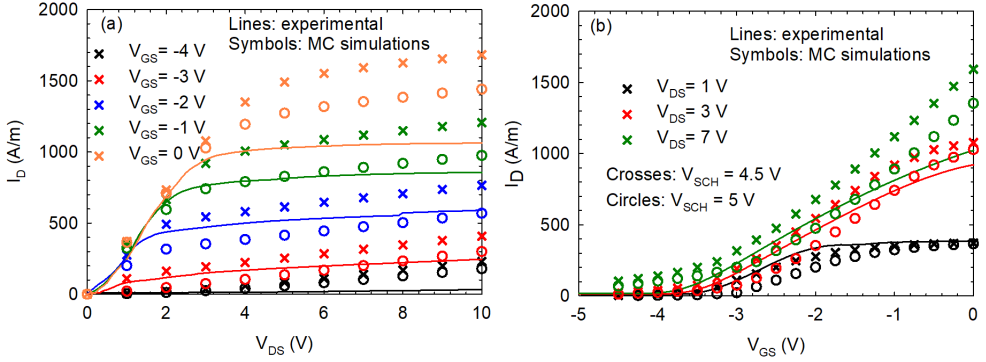 (a)
Lines: experimental
Symbols: MC simulations
V_GS = -4 V
V_GS = -3 V
V_GS = -2 V
V_GS = -1 V
V_GS = 0 V
I_D (A/m)
2000
1500
1000
500
0
0 2 4 6 8 10
V_DS (V)
(b)
Lines: experimental
Symbols: MC simulations
V_DS = 1 V
V_DS = 3 V
V_DS = 7 V
Crosses: V_SCH = 4.5 V
Circles: V_SCH = 5 V
I_D (A/m)
2000
1500
1000
500
0
-5 -4 -3 -2 -1 0
V_GS (V)